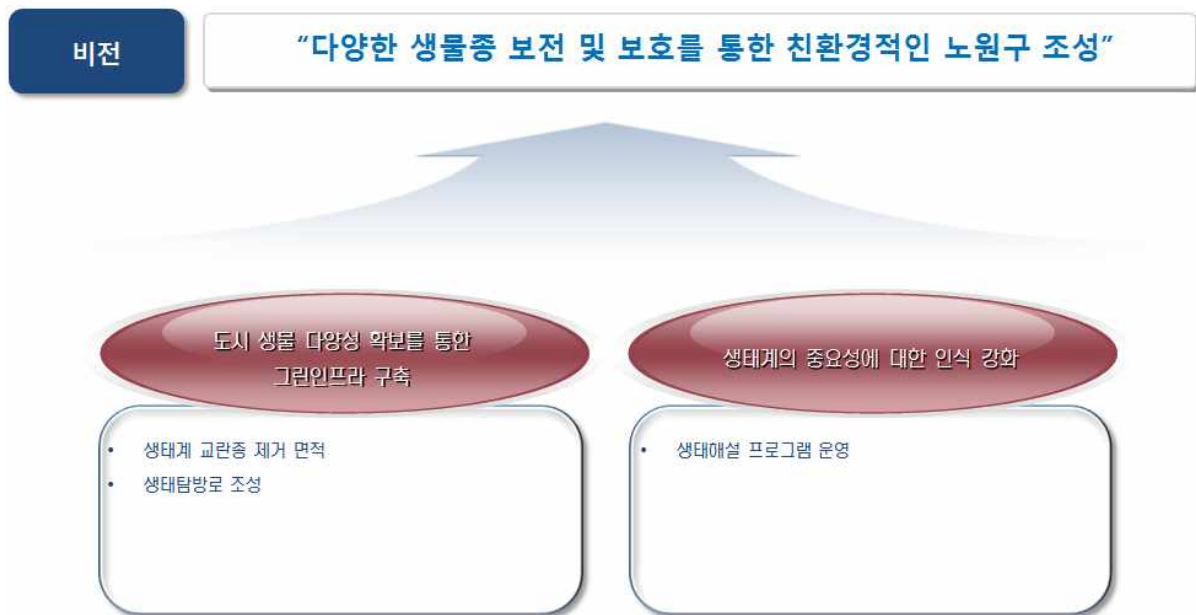 비전
“다양한 생물종 보전 및 보호를 통한 친환경적인 노원구 조성”
도시 생물 다양성 확보를 통한
그린인프라 구축
• 생태계 교란종 제거 면적
• 생태탐방로 조성
생태계의 중요성에 대한 인식 강화
• 생태해설 프로그램 운영